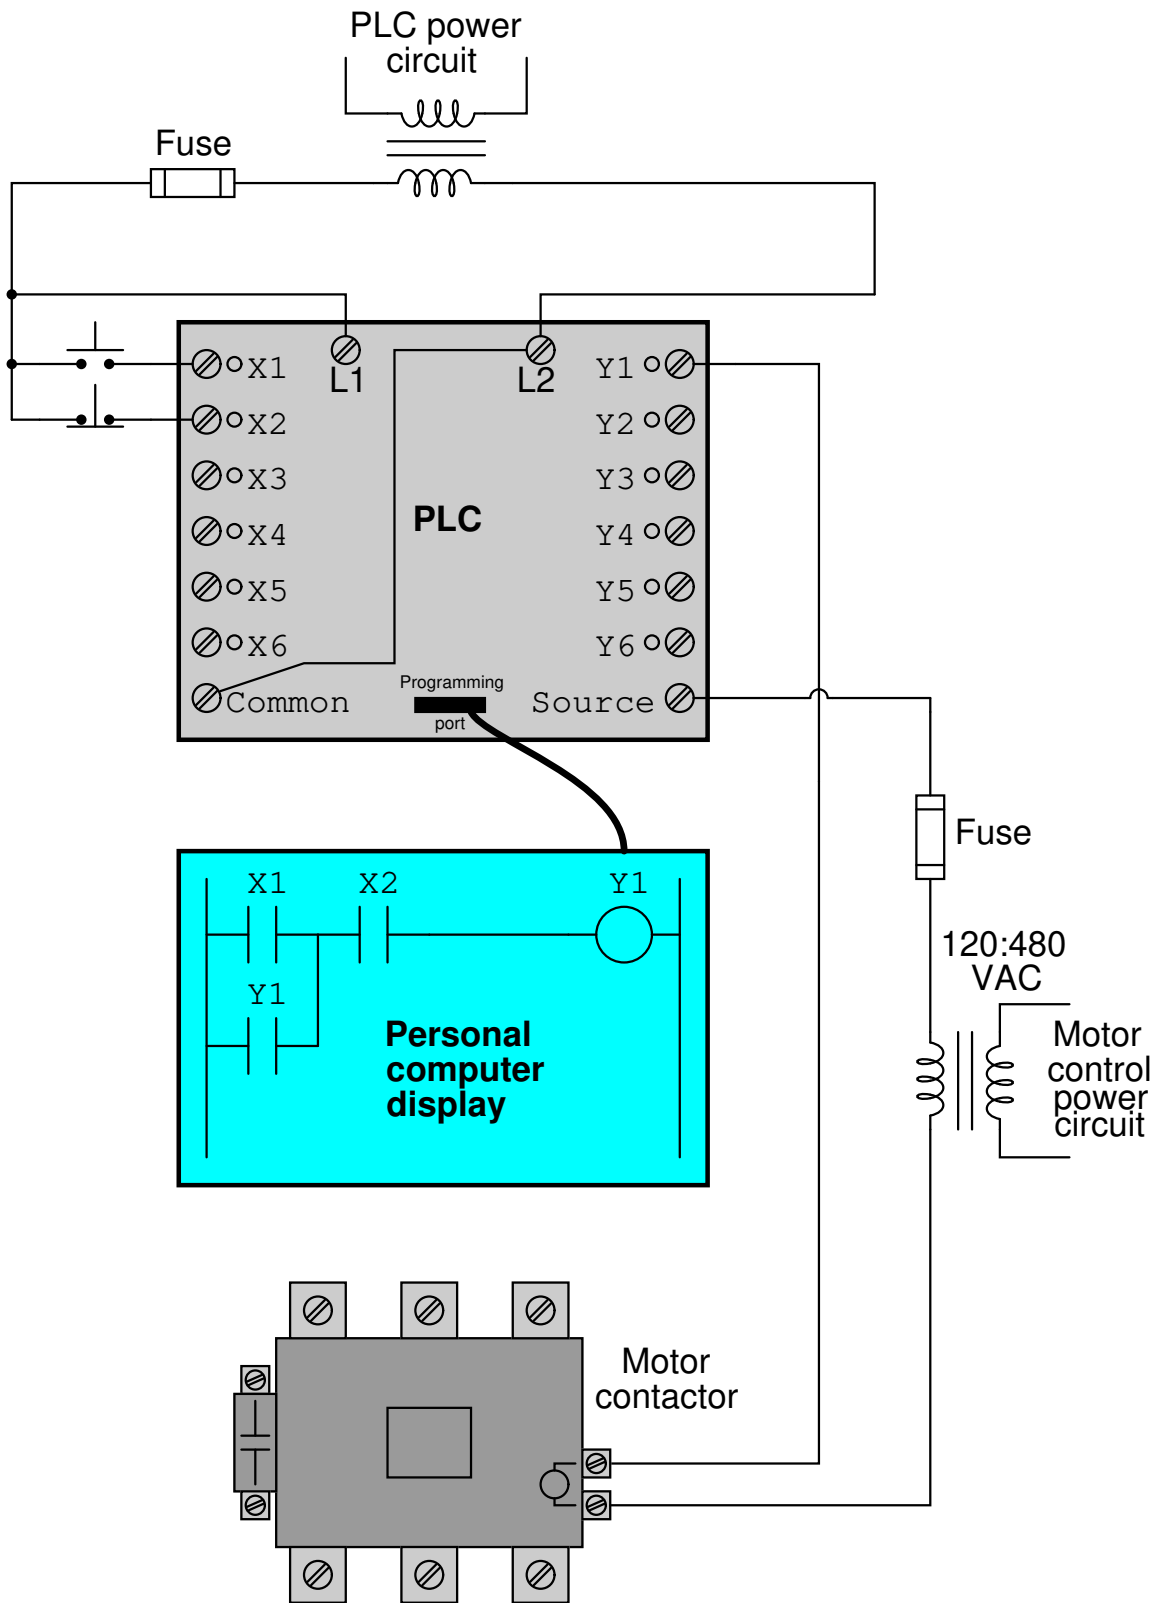 PLC power
circuit
Fuse
X1
L1
L2
Y1
X2
Y2
X3
Y3
PLC
X4
Y4
X5
Y5
X6
Y6
Common
Programming
port
Source
Fuse
X1
X2
Y1
Y1
Personal
computer
display
120:480
VAC
Motor
control
power
circuit
Motor
contactor